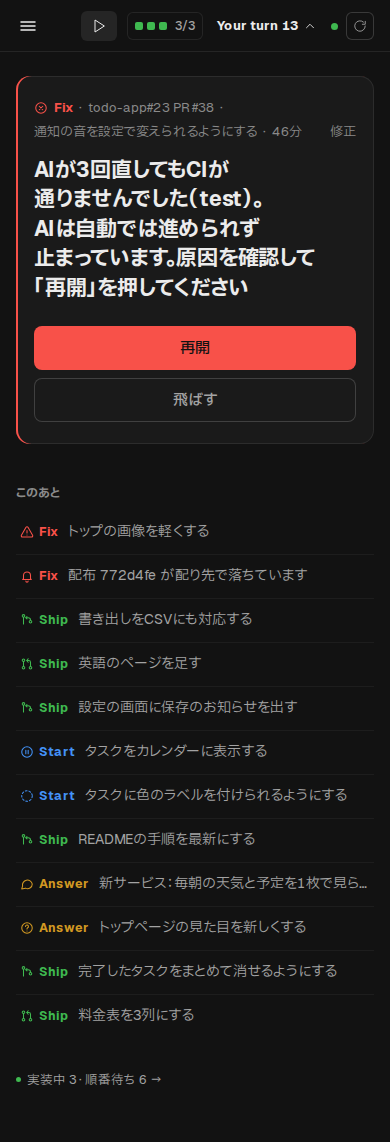 3/3 Your turn 13
Fix · todo-app#23 PR#38 ·
通知の音を設定で変えられるようにする · 46分 修正
AIが3回直してもCIが
通りませんでした（test）。
AIは自動では進められず
止まっています。原因を確認して
「再開」を押してください
再開
飛ばす
このあと
Fix トップの画像を軽くする
Fix 配布 772d4fe が配り先で落ちています
Ship 書き出しをCSVにも対応する
Ship 英語のページを足す
Ship 設定の画面に保存のお知らせを出す
Start タスクをカレンダーに表示する
Start タスクに色のラベルを付けられるようにする
Ship READMEの手順を最新にする
Answer 新サービス：毎朝の天気と予定を1枚で見ら…
Answer トップページの見た目を新しくする
Ship 完了したタスクをまとめて消せるようにする
Ship 料金表を3列にする
実装中 3 · 順番待ち 6 →